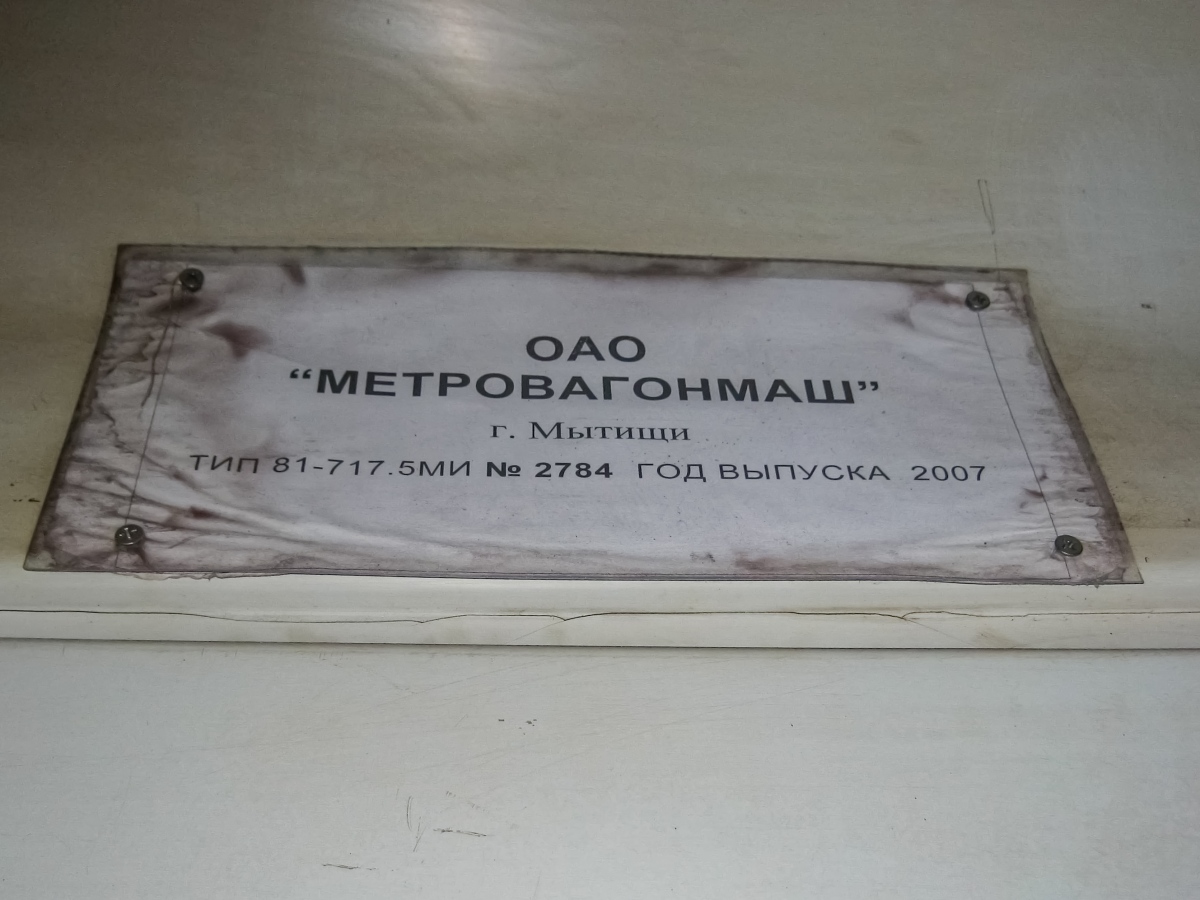 ОАО
“МЕТРОВАГОНМАШ”
г. Мытищи
ТИП 81-717.5МИ № 2784 ГОД ВЫПУСКА 2007